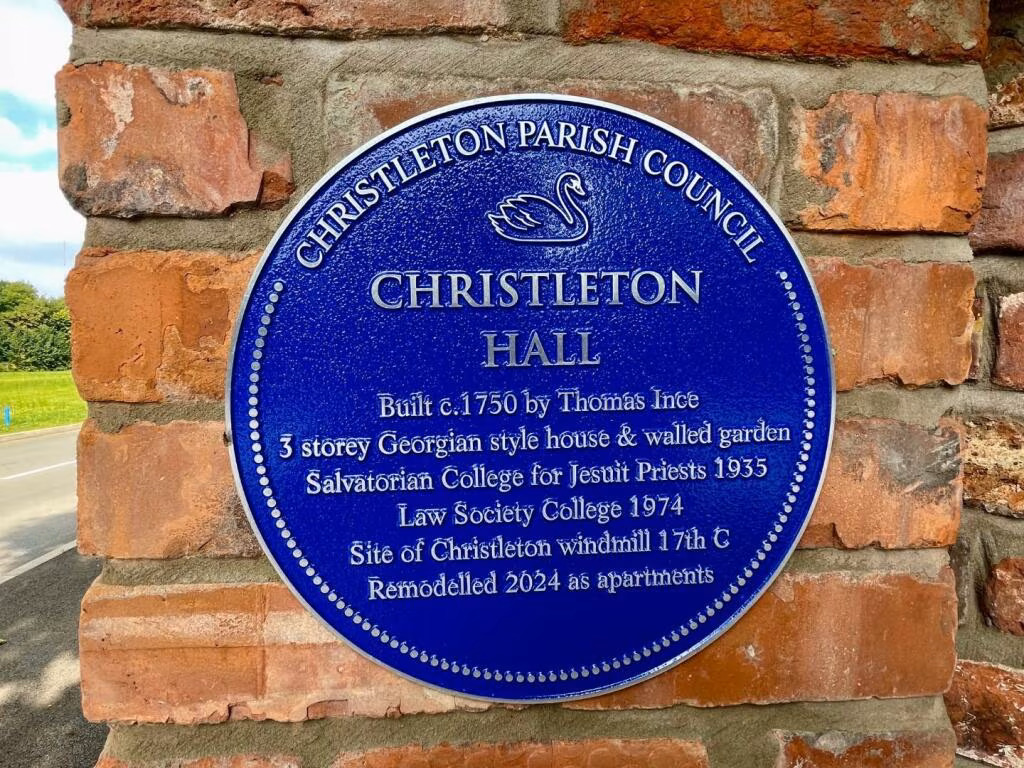 CHRISTLETON PARISH COUNCIL
CHRISTLETON
HALL
Built c.1750 by Thomas Ince
3 storey Georgian style house & walled garden
Salvatorian College for Jesuit Priests 1935
Law Society College 1974
Site of Christleton windmill 17th C
Remodelled 2024 as apartments